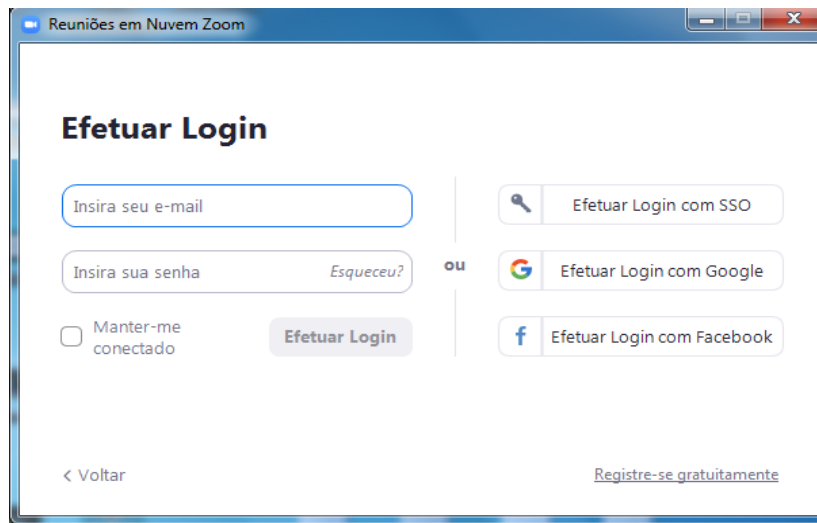 Reuniões em Nuvem Zoom
Efetuar Login
Insira seu e-mail
Insira sua senha
Esqueceu?
Manter-me
conectado
Efetuar Login
ou
Efetuar Login com SSO
Efetuar Login com Google
Efetuar Login com Facebook
< Voltar
Registre-se gratuitamente